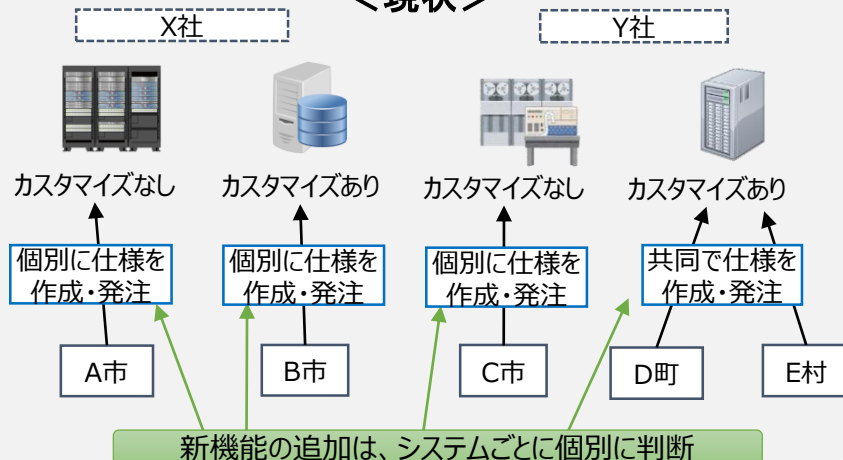 ＜現状＞
X社
Y社
カスタマイズなし
カスタマイズあり
カスタマイズなし
カスタマイズあり
個別に仕様を
作成・発注
個別に仕様を
作成・発注
個別に仕様を
作成・発注
共同で仕様を
作成・発注
A市
B市
C市
D町
E村
新機能の追加は、システムごとに個別に判断